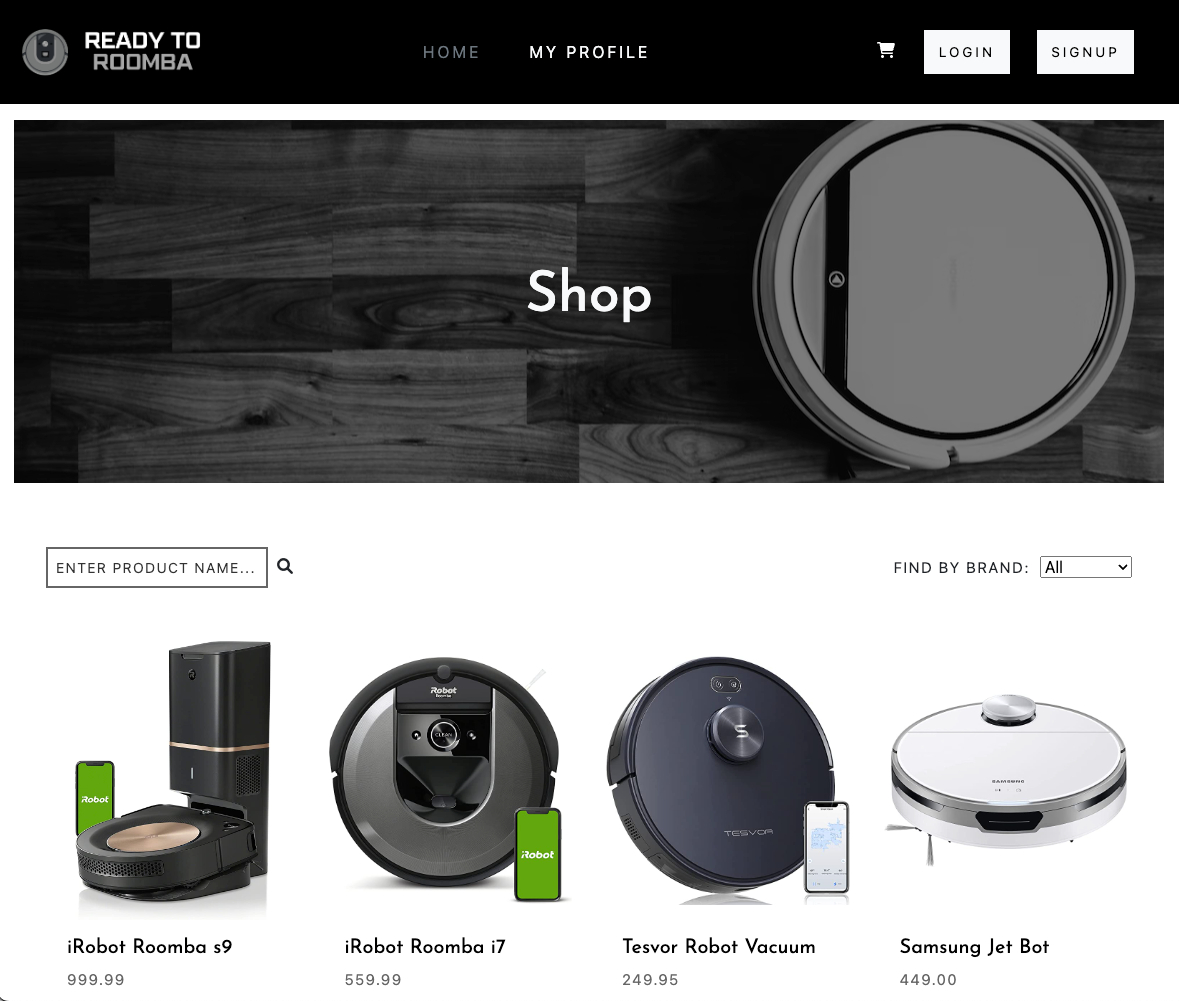 READY TO
ROOMBA
HOME
MY PROFILE
LOGIN
SIGNUP
Shop
ENTER PRODUCT NAME...
FIND BY BRAND:
All
iRobot
iRobot
Roomba
CLEAN
iRobot
S
TESVOR
SAMSUNG
iRobot Roomba s9
iRobot Roomba i7
Tesvor Robot Vacuum
Samsung Jet Bot
999.99
559.99
249.95
449.00